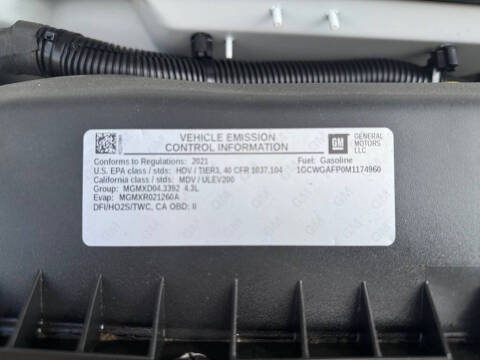 VEHICLE EMISSION
CONTROL INFORMATION
GM
GENERAL
MOTORS
LLC
Conforms to Regulations: 2021
Fuel: Gasoline
U.S. EPA class / stds: HDV / TIER3, 40 CFR 1037.104
1GCWGAFP0M1174960
California class / stds: MDV / ULEV200
Group: MGMXD04.3392 4.3L
Evap: MGMXR021260A
DFI/HO2S/TWC, CA OBD: II